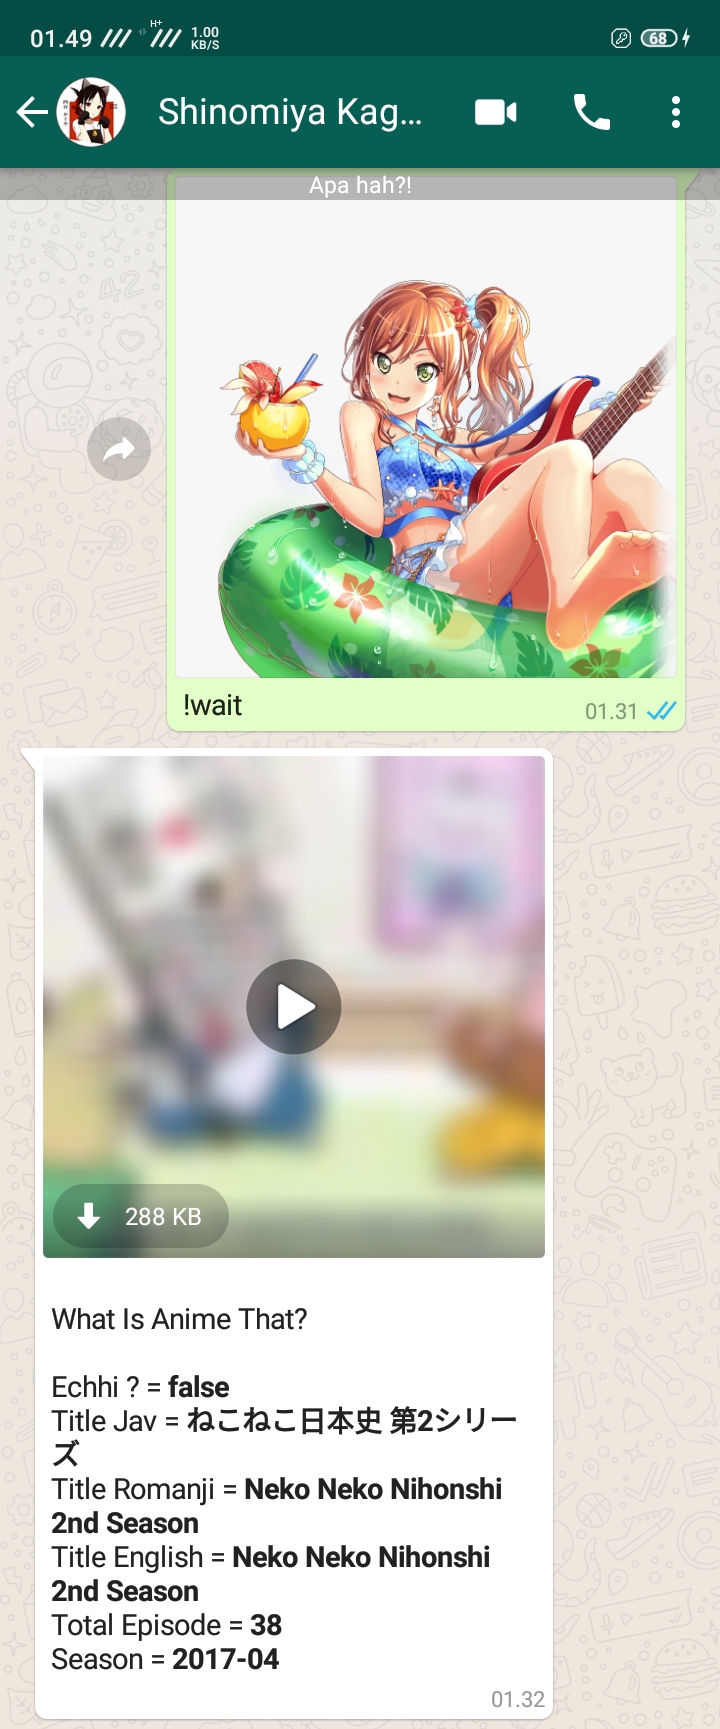 01.49 H+ 1.00 KB/S 68
Shinomiya Kag...
Apa hah?!
!wait
01.31
288 KB
What Is Anime That?
Echhi ? = false
Title Jav = ねこねこ日本史 第2シリー
ズ
Title Romanji = Neko Neko Nihonshi
2nd Season
Title English = Neko Neko Nihonshi
2nd Season
Total Episode = 38
Season = 2017-04
01.32